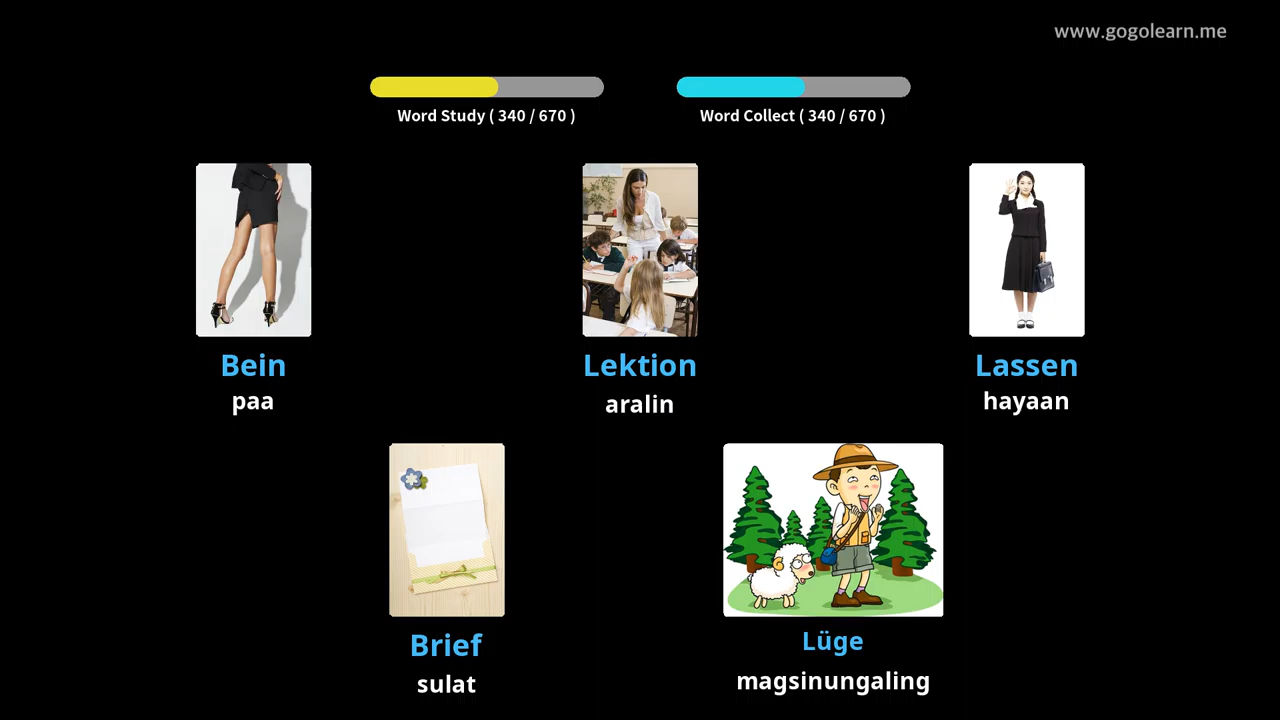 www.gogolearn.me
Word Study ( 340 / 670 )
Word Collect ( 340 / 670 )
Bein
paa
Lektion
aralin
Lassen
hayaan
Brief
sulat
Lüge
magsinungaling